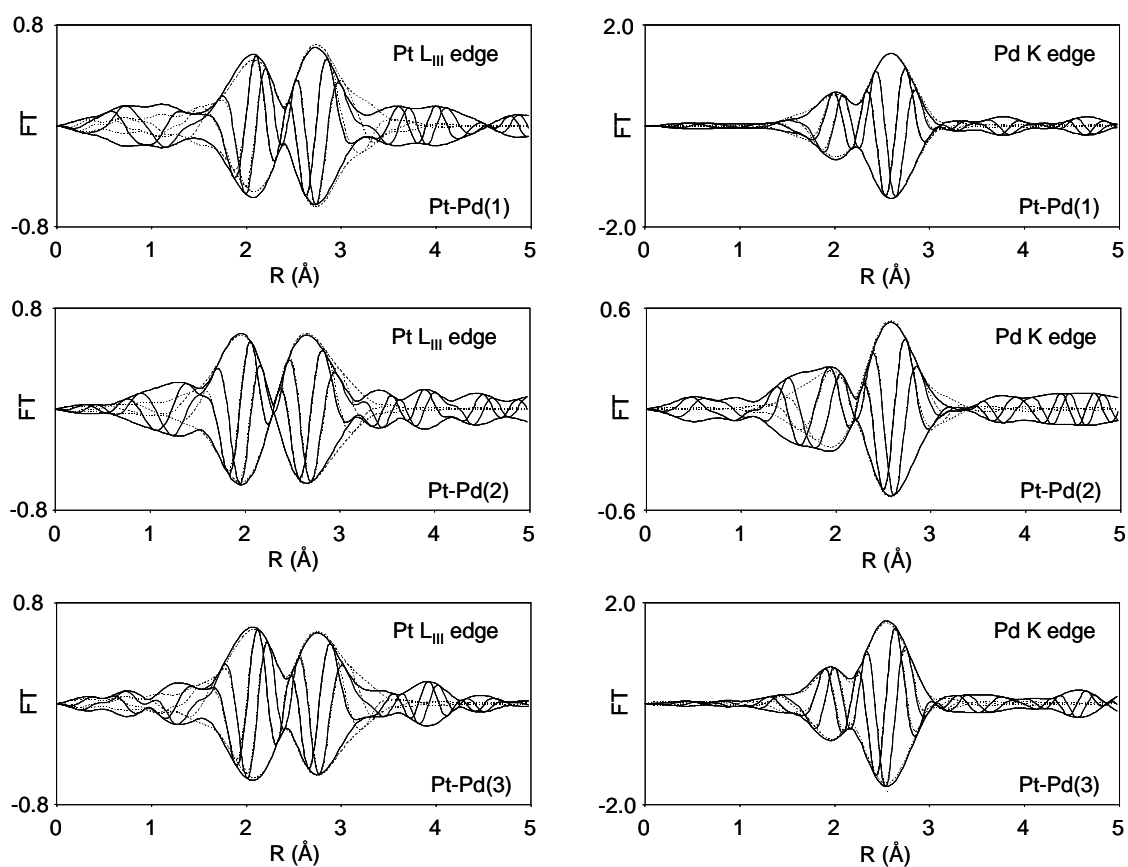 0.8
Pt LIII edge
FT
Pt-Pd(1)
-0.8
0 1 2 3 4 5
R (Å)
2.0
Pd K edge
FT
Pt-Pd(1)
-2.0
0 1 2 3 4 5
R (Å)
0.8
Pt LIII edge
FT
Pt-Pd(2)
-0.8
0 1 2 3 4 5
R (Å)
0.6
Pd K edge
FT
Pt-Pd(2)
-0.6
0 1 2 3 4 5
R (Å)
0.8
Pt LIII edge
FT
Pt-Pd(3)
-0.8
0 1 2 3 4 5
R (Å)
2.0
Pd K edge
FT
Pt-Pd(3)
-2.0
0 1 2 3 4 5
R (Å)